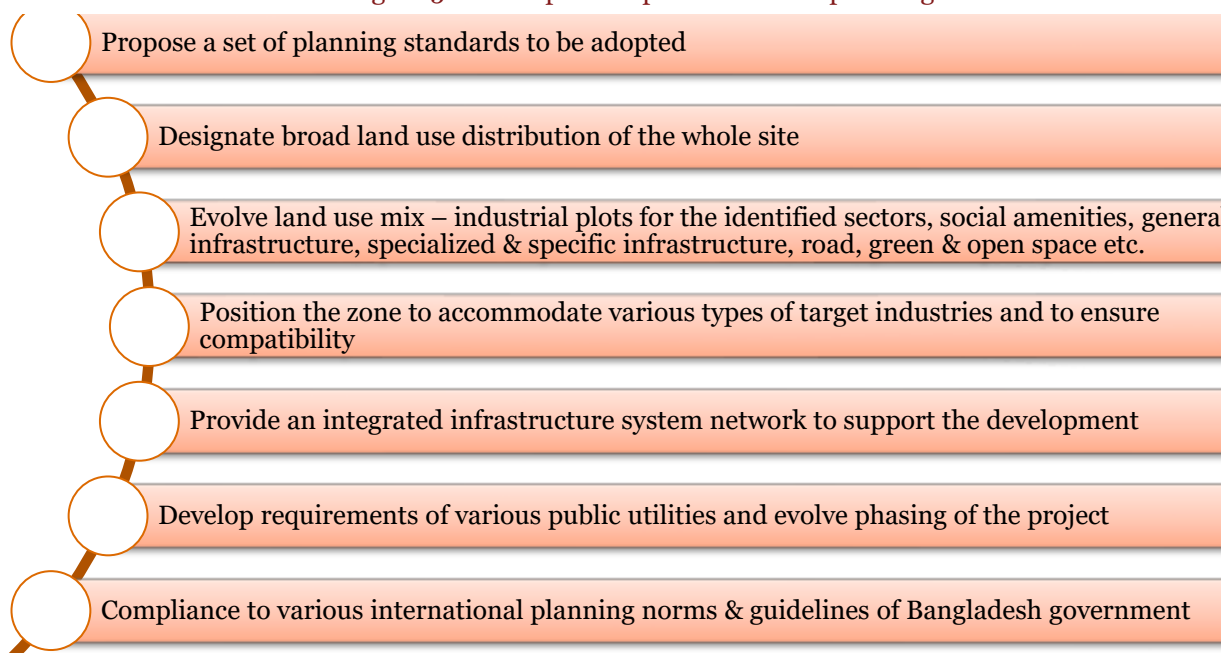 Propose a set of planning standards to be adopted
Designate broad land use distribution of the whole site
Evolve land use mix – industrial plots for the identified sectors, social amenities, general
infrastructure, specialized & specific infrastructure, road, green & open space etc.
Position the zone to accommodate various types of target industries and to ensure
compatibility
Provide an integrated infrastructure system network to support the development
Develop requirements of various public utilities and evolve phasing of the project
Compliance to various international planning norms & guidelines of Bangladesh government